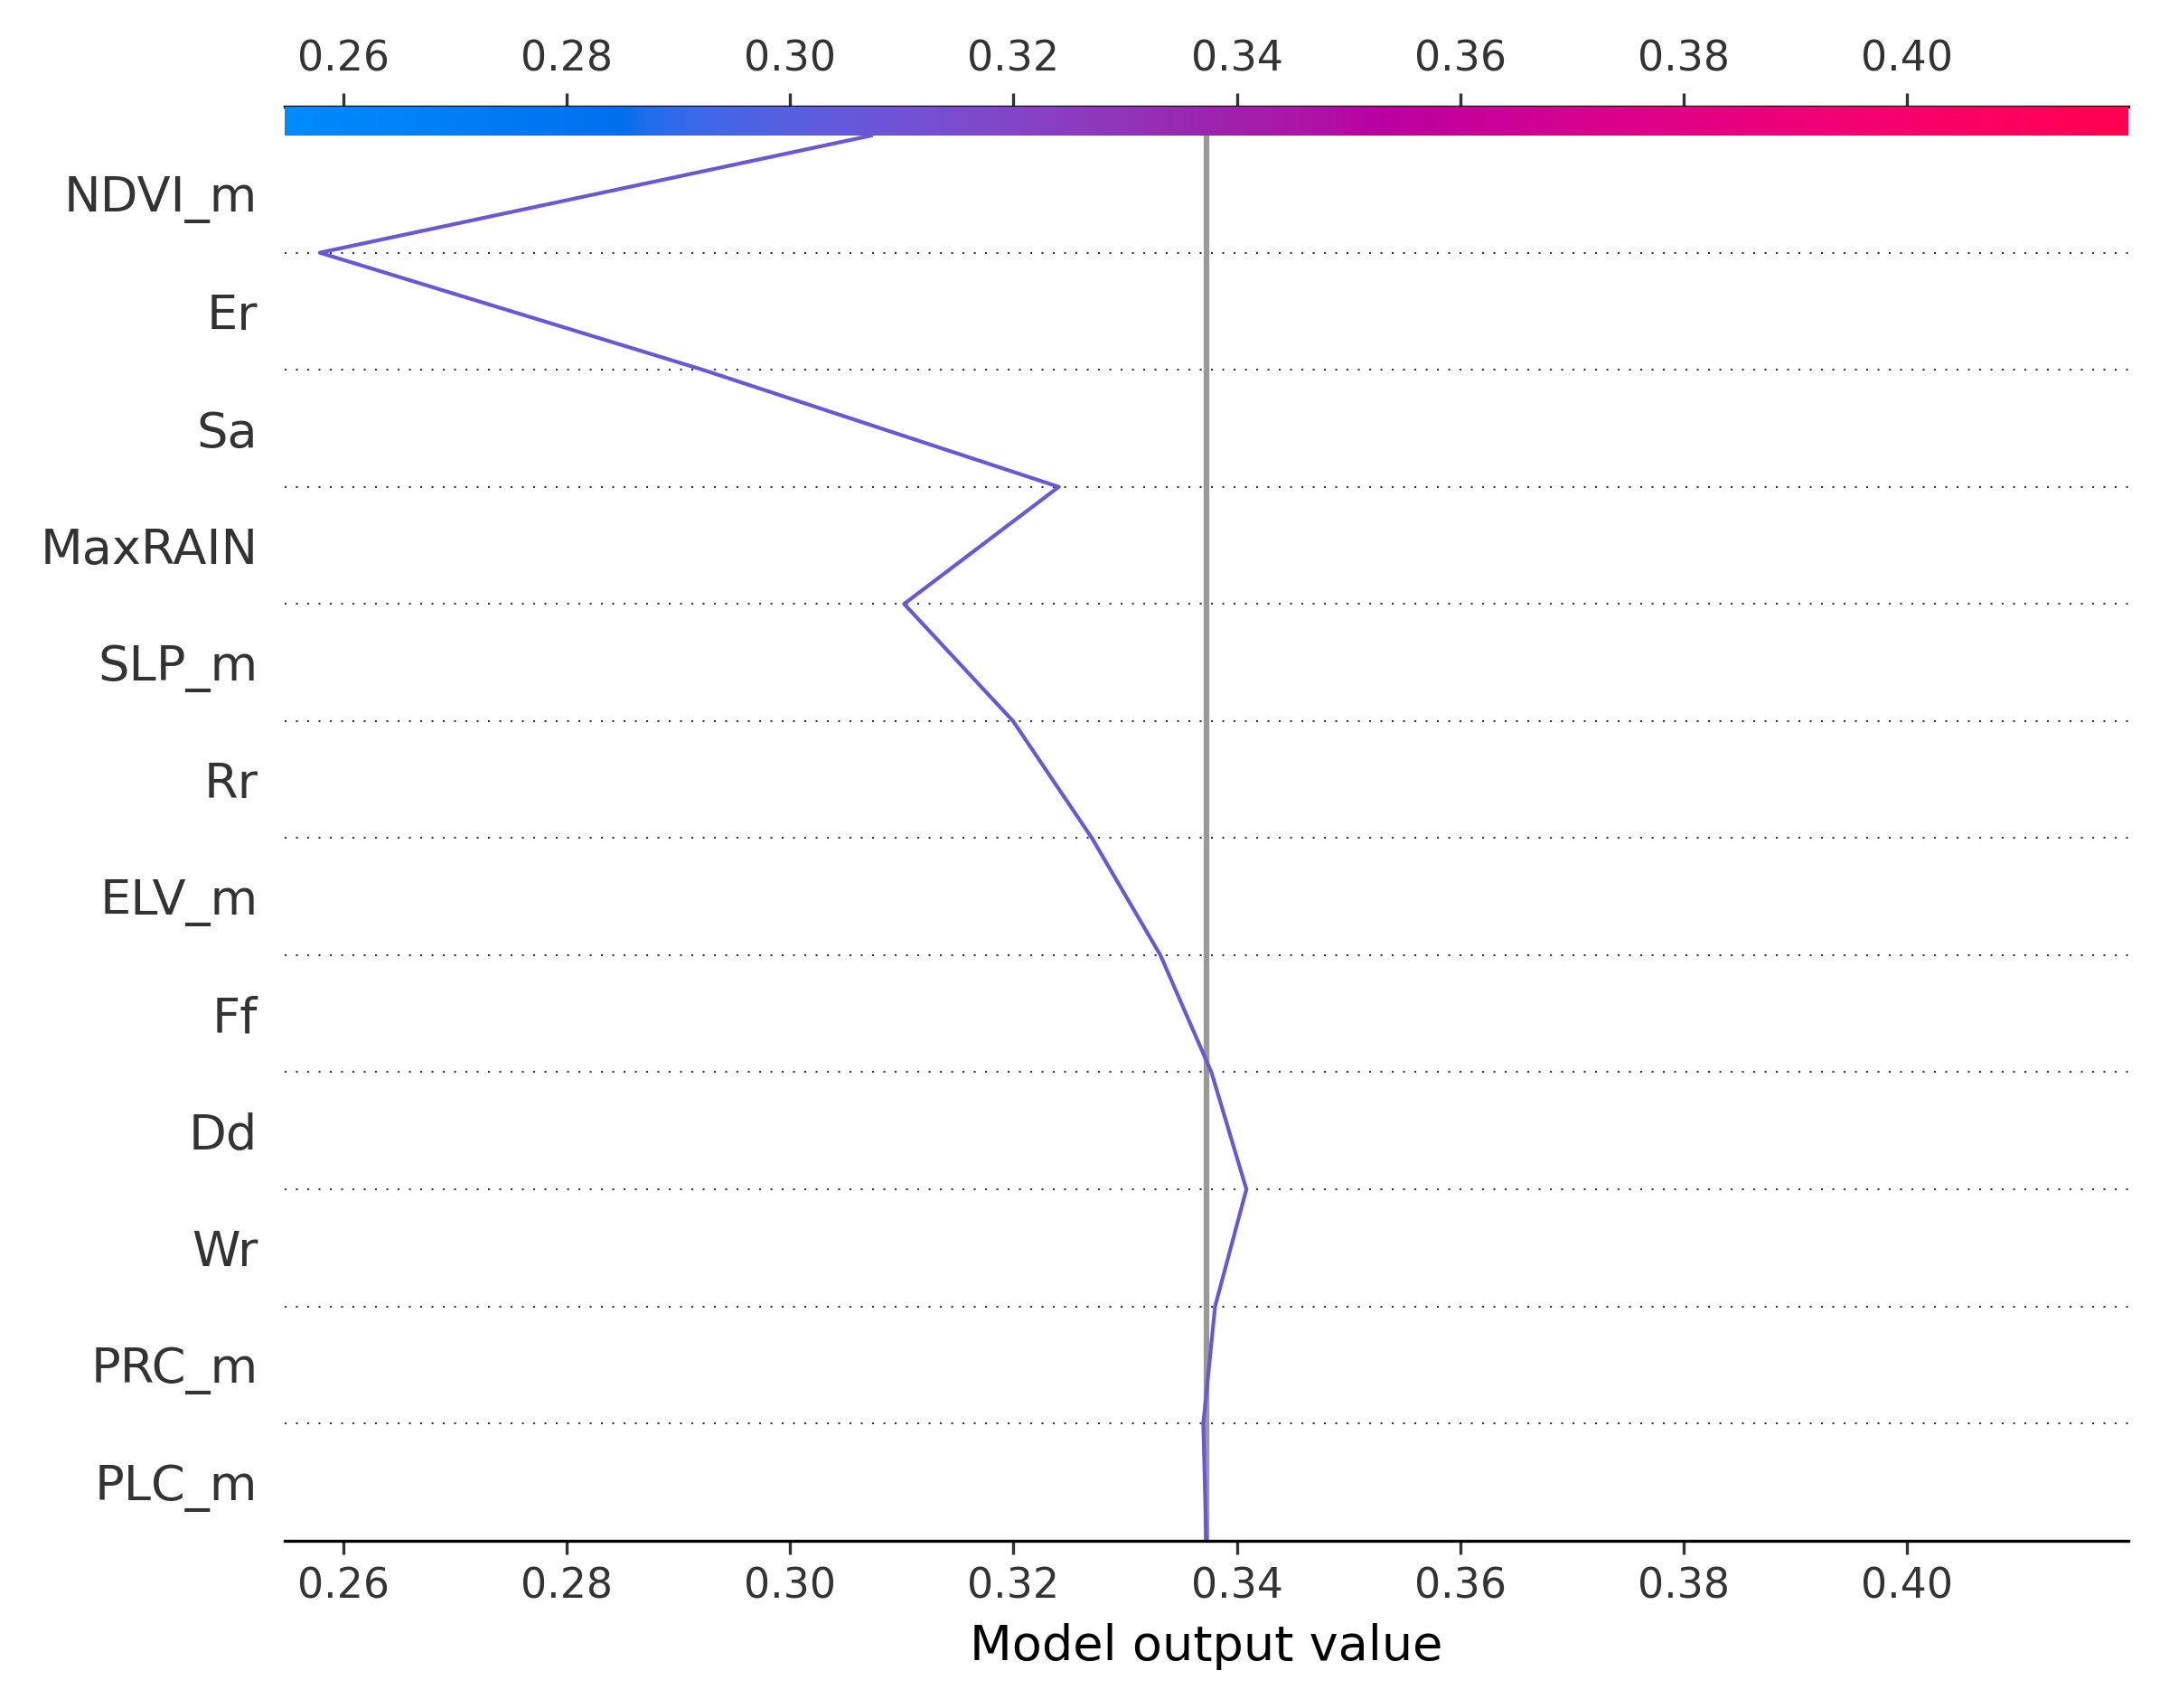 0.26 0.28 0.30 0.32 0.34 0.36 0.38 0.40
NDVI_m
Er
Sa
MaxRAIN
SLP_m
Rr
ELV_m
Ff
Dd
Wr
PRC_m
PLC_m
0.26 0.28 0.30 0.32 0.34 0.36 0.38 0.40
Model output value